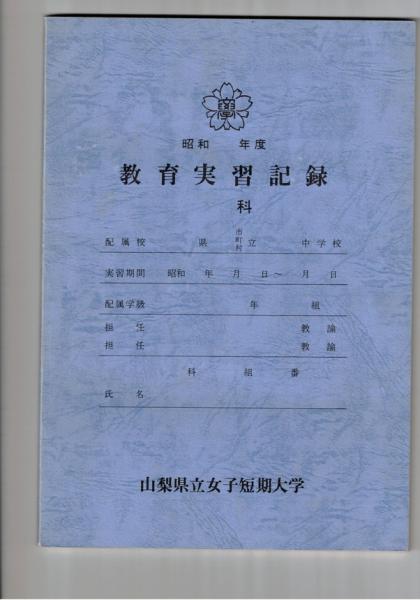 學
昭和 年度
教育実習記録
科
配属校 県 市町村 立 中学校
実習期間 昭和 年 月 日～ 月 日
配属学級 年 組
担任 教諭
担任 教諭
科 組 番
氏名
山梨県立女子短期大学